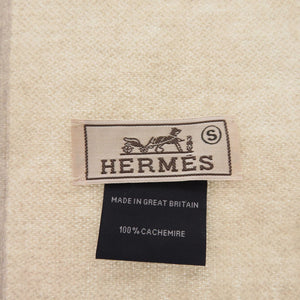 S
HERMÈS
MADE IN GREAT BRITAIN
100% CACHEMIRE